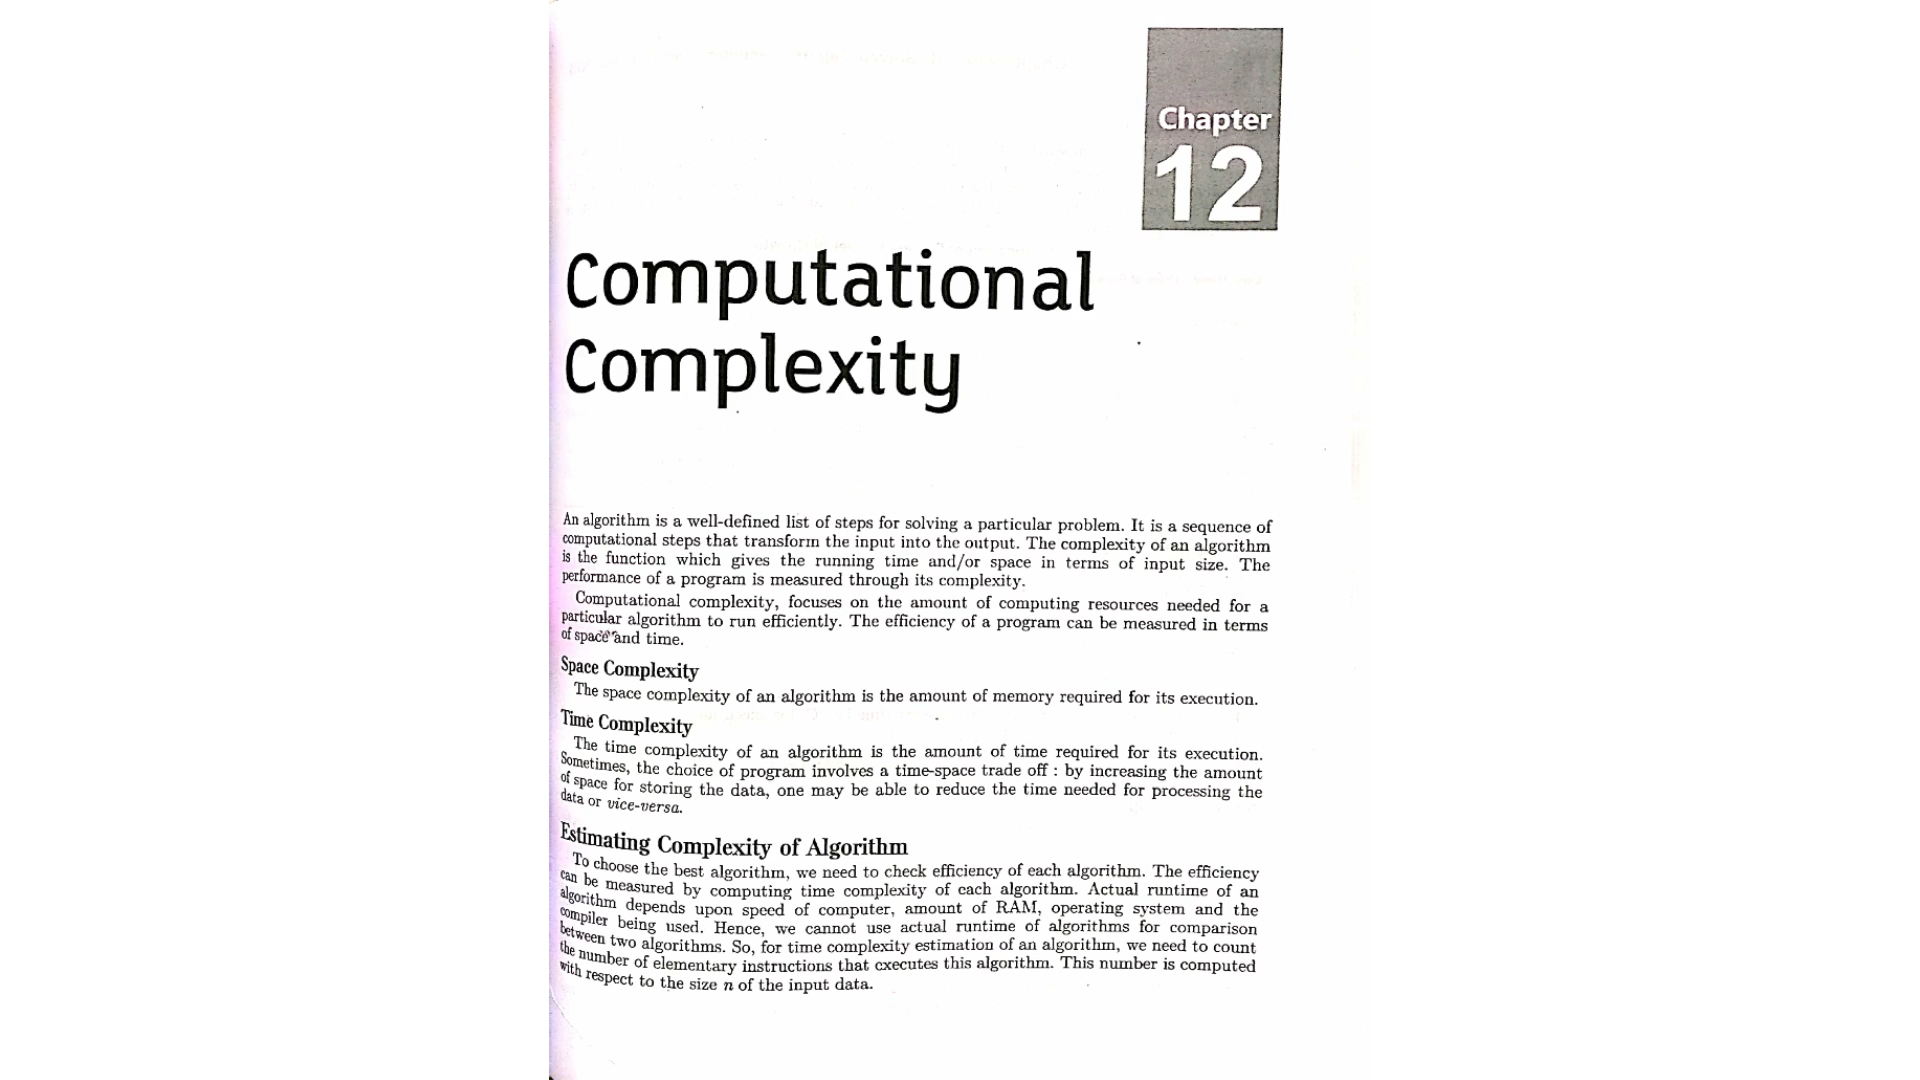 Chapter
12
Computational
Complexity
An algorithm is a well-defined list of steps for solving a particular problem. It is a sequence of
computational steps that transform the input into the output. The complexity of an algorithm
is the function which gives the running time and/or space in terms of input size. The
performance of a program is measured through its complexity.
Computational complexity, focuses on the amount of computing resources needed for a
particular algorithm to run efficiently. The efficiency of a program can be measured in terms
of space and time.
Space Complexity
The space complexity of an algorithm is the amount of memory required for its execution.
Time Complexity
The time complexity of an algorithm is the amount of time required for its execution.
Sometimes, the choice of program involves a time-space trade off : by increasing the amount
of space for storing the data, one may be able to reduce the time needed for processing the
data or vice-versa.
Estimating Complexity of Algorithm
To choose the best algorithm, we need to check efficiency of each algorithm. The efficiency
can be measured by computing time complexity of each algorithm. Actual runtime of an
algorithm depends upon speed of computer, amount of RAM, operating system and the
compiler being used. Hence, we cannot use actual runtime of algorithms for comparison
between two algorithms. So, for time complexity estimation of an algorithm, we need to count
the number of elementary instructions that executes this algorithm. This number is computed
with respect to the size n of the input data.